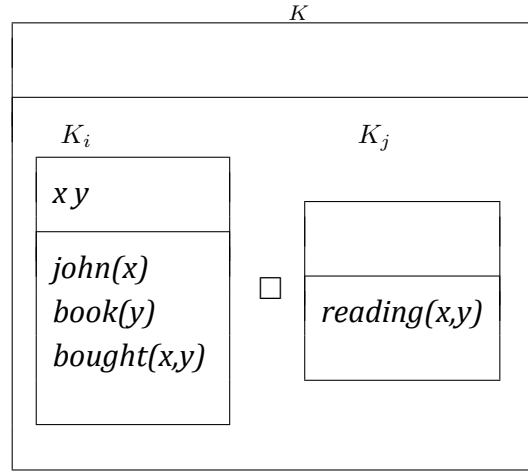 K
K_i K_j
x y
john(x)
book(y)
bought(x,y)
□
reading(x,y)